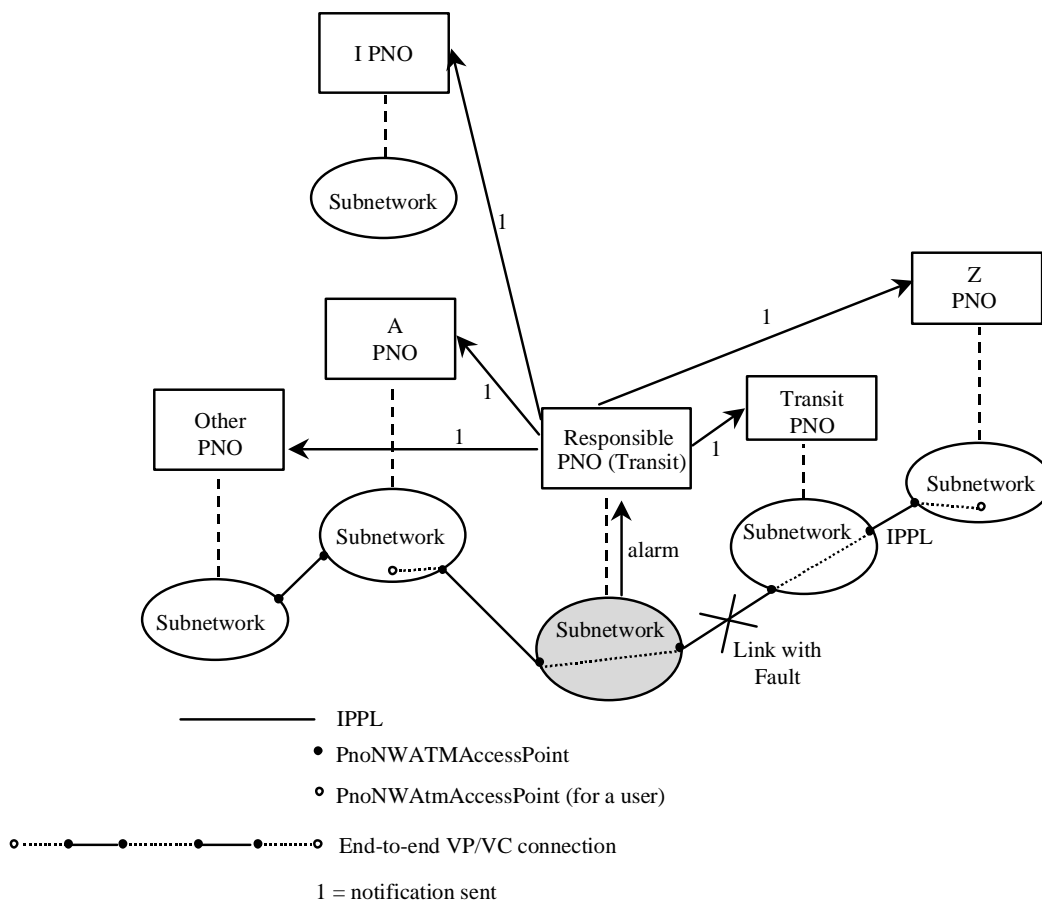 I PNO
Subnetwork
1
Z
PNO
A
PNO
1
1
Transit
PNO
Other
PNO
1
Responsible
PNO (Transit)
1
Subnetwork
Subnetwork
Subnetwork
IPPL
alarm
Subnetwork
Subnetwork
Link with
Fault
IPPL
PnoNWATMAccessPoint
PnoNWAtmAccessPoint (for a user)
End-to-end VP/VC connection
1 = notification sent